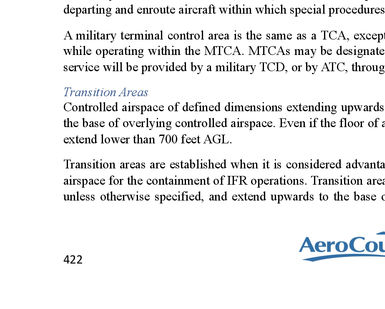 departing and enroute aircraft within which special procedures
A military terminal control area is the same as a TCA, except
while operating within the MTCA. MTCAs may be designate
service will be provided by a military TCD, or by ATC, throug
Transition Areas
Controlled airspace of defined dimensions extending upwards
the base of overlying controlled airspace. Even if the floor of a
extend lower than 700 feet AGL.
Transition areas are established when it is considered advanta
airspace for the containment of IFR operations. Transition area
unless otherwise specified, and extend upwards to the base o
AeroCou
422